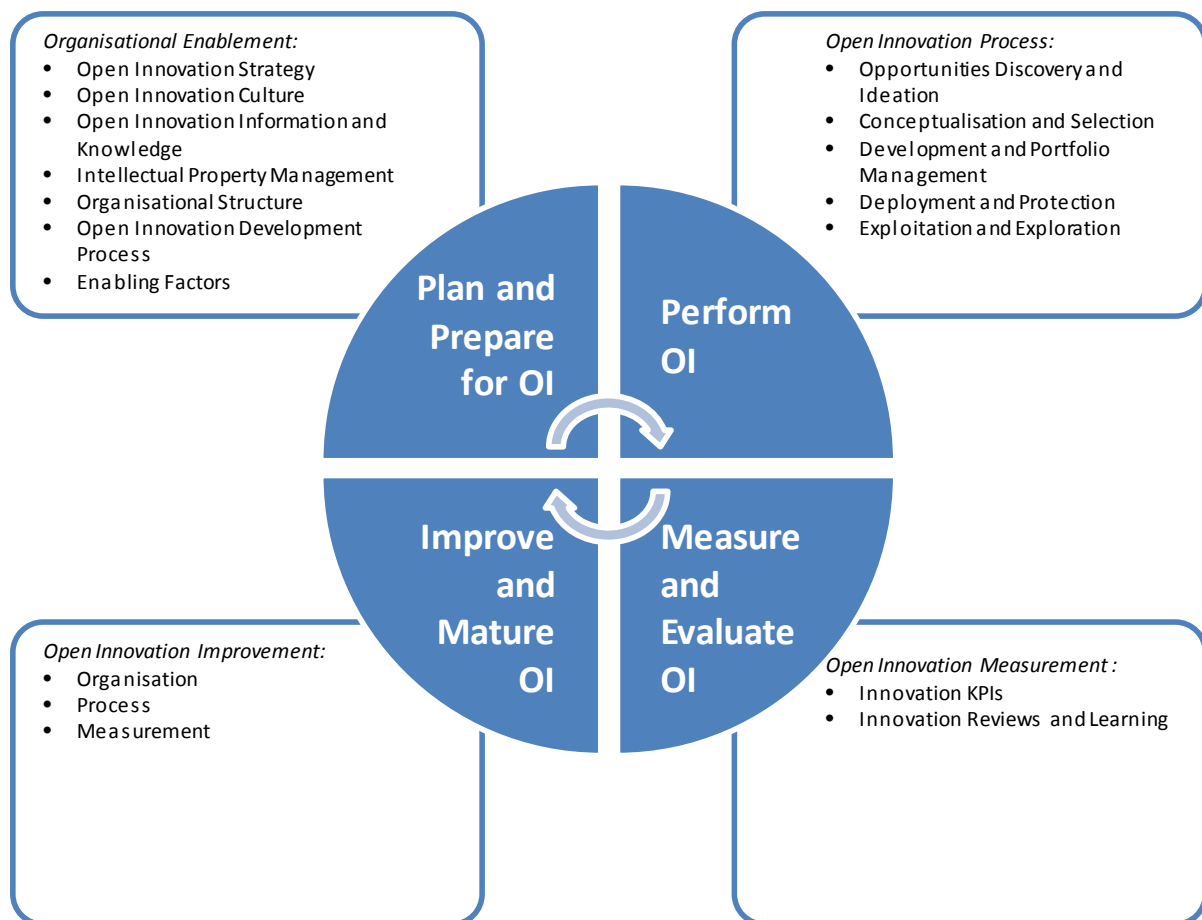 Organisational Enablement:
• Open Innovation Strategy
• Open Innovation Culture
• Open Innovation Information and
Knowledge
• Intellectual Property Management
• Organisational Structure
• Open Innovation Development
Process
• Enabling Factors
Open Innovation Process:
• Opportunities Discovery and
Ideation
• Conceptualisation and Selection
• Development and Portfolio
Management
• Deployment and Protection
• Exploitation and Exploration
Plan and
Prepare
for OI
Perform
OI
Improve
and
Mature
OI
Measure
and
Evaluate
OI
Open Innovation Improvement:
• Organisation
• Process
• Measurement
Open Innovation Measurement :
• Innovation KPIs
• Innovation Reviews and Learning